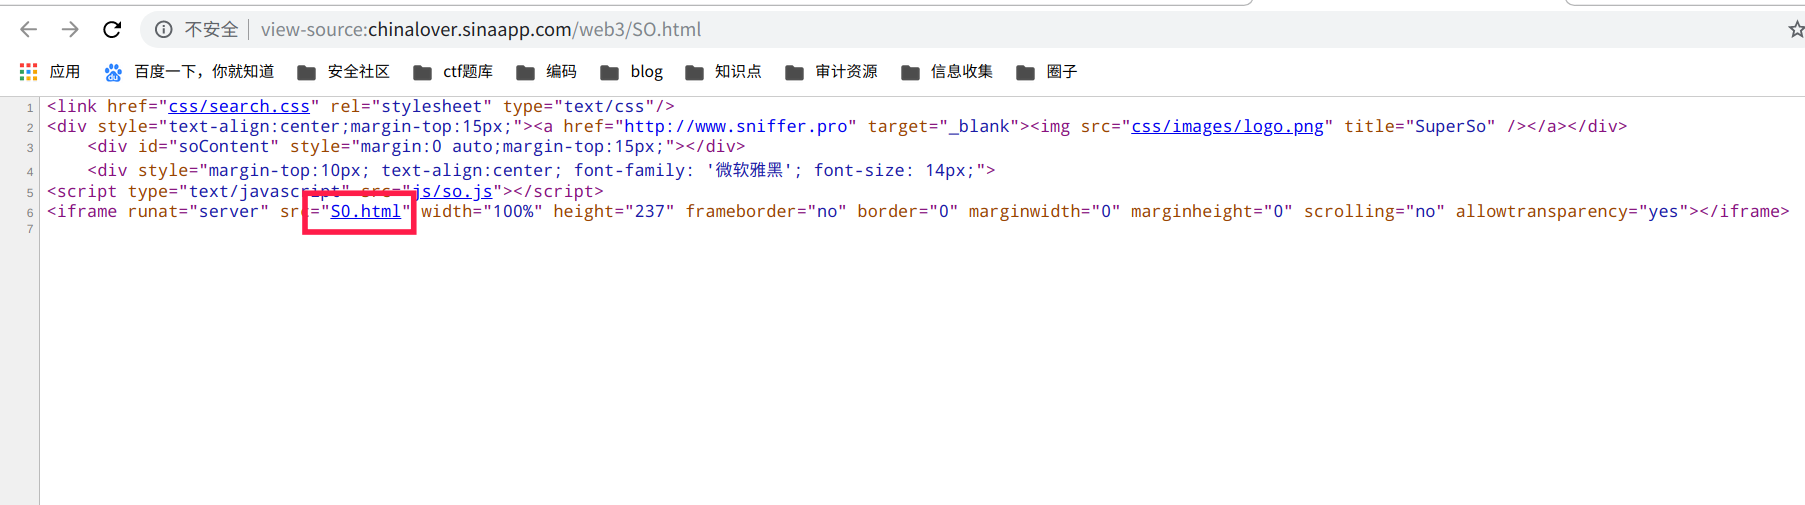 不安全 view-source:chinalover.sinaapp.com/web3/SO.html
应用 百度一下，你就知道 安全社区 ctf题库 编码 blog 知识点 审计资源 信息收集 圈子
1 <link href="css/search.css" rel="stylesheet" type="text/css"/>
2 <div style="text-align:center;margin-top:15px;"><a href="http://www.sniffer.pro" target="_blank"><img src="css/images/logo.png" title="SuperSo" /></a></div>
3 <div id="soContent" style="margin:0 auto;margin-top:15px;"></div>
4 <div style="margin-top:10px; text-align:center; font-family: '微软雅黑'; font-size: 14px;">
5 <script type="text/javascript" src="js/so.js"></script>
6 <iframe runat="server" src="S0.html" width="100%" height="237" frameborder="no" border="0" marginwidth="0" marginheight="0" scrolling="no" allowtransparency="yes"></iframe>
7